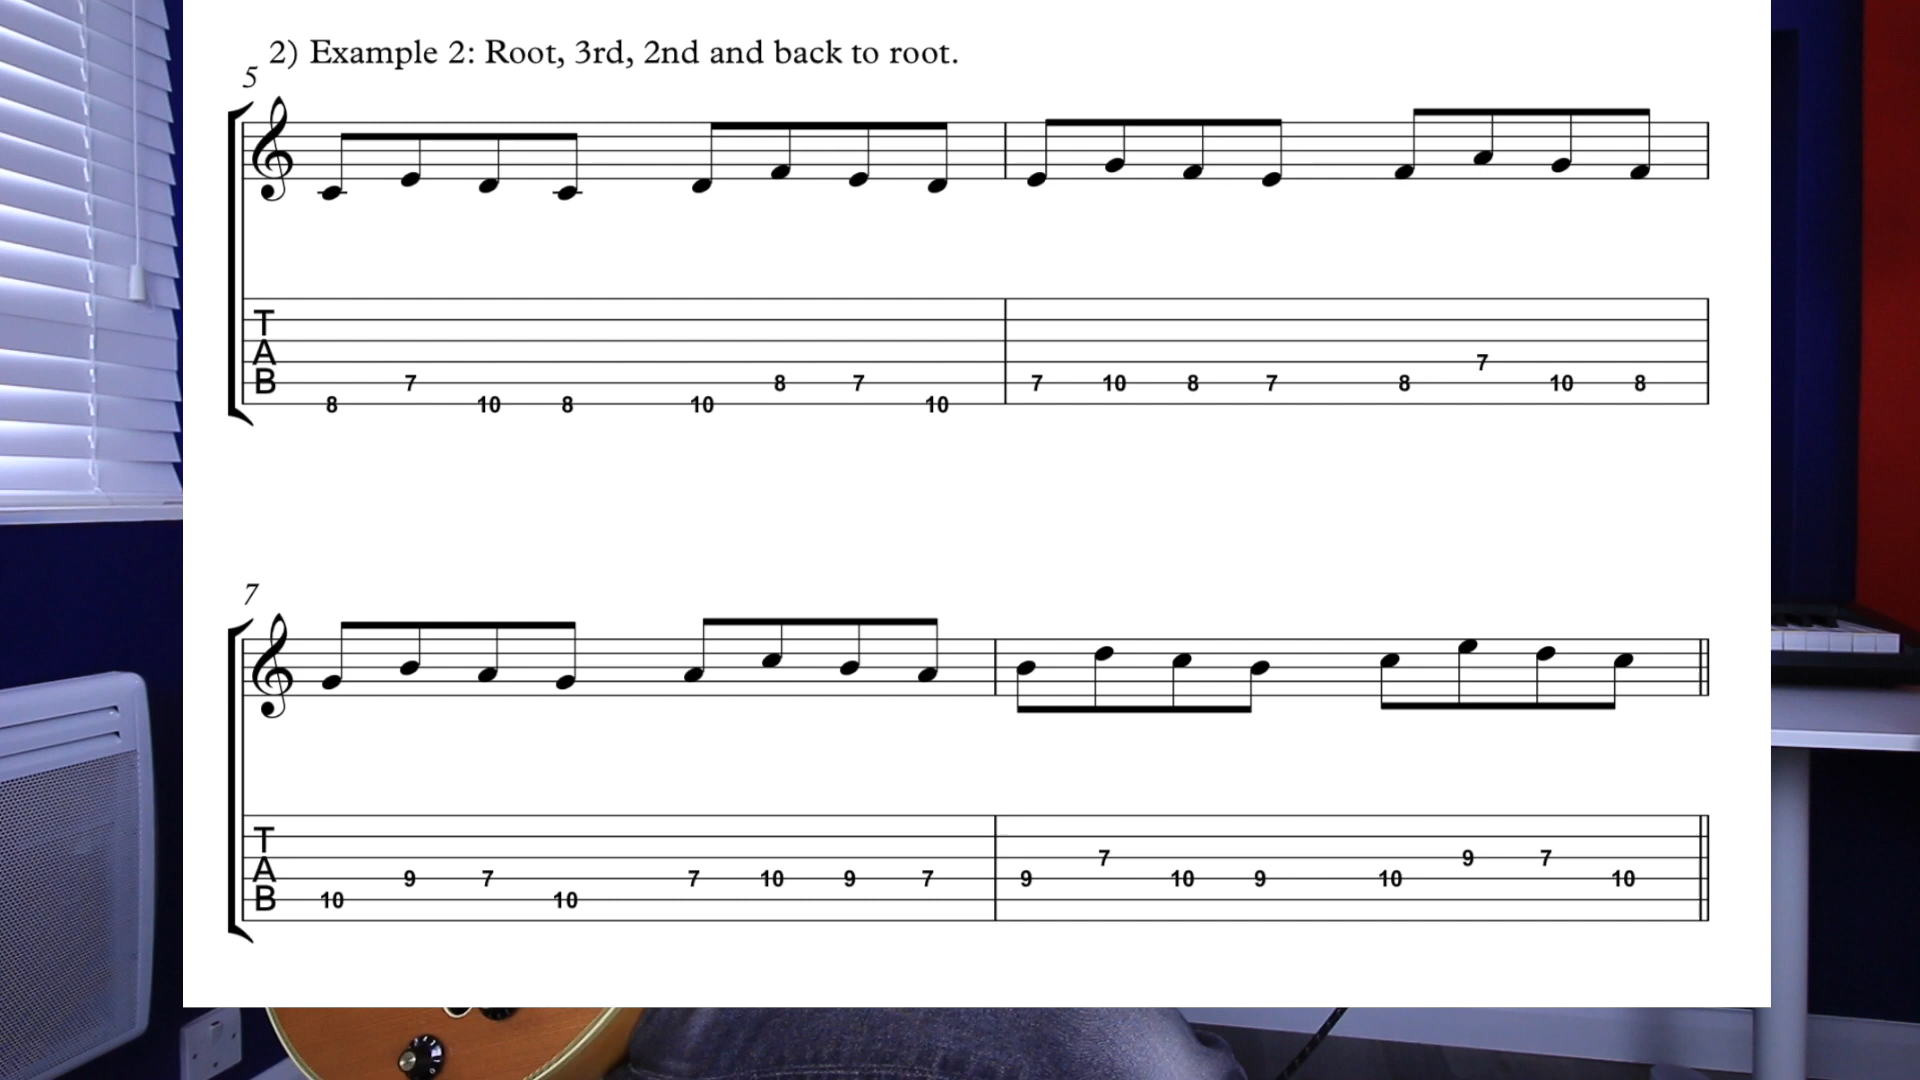 2) Example 2: Root, 3rd, 2nd and back to root.
5
T
A
B
8 7 10 8 10 8 7 10 7 10 8 7 8 7 10 8
7
T
A
B
10 9 7 10 7 10 9 7 9 7 10 9 10 9 7 10